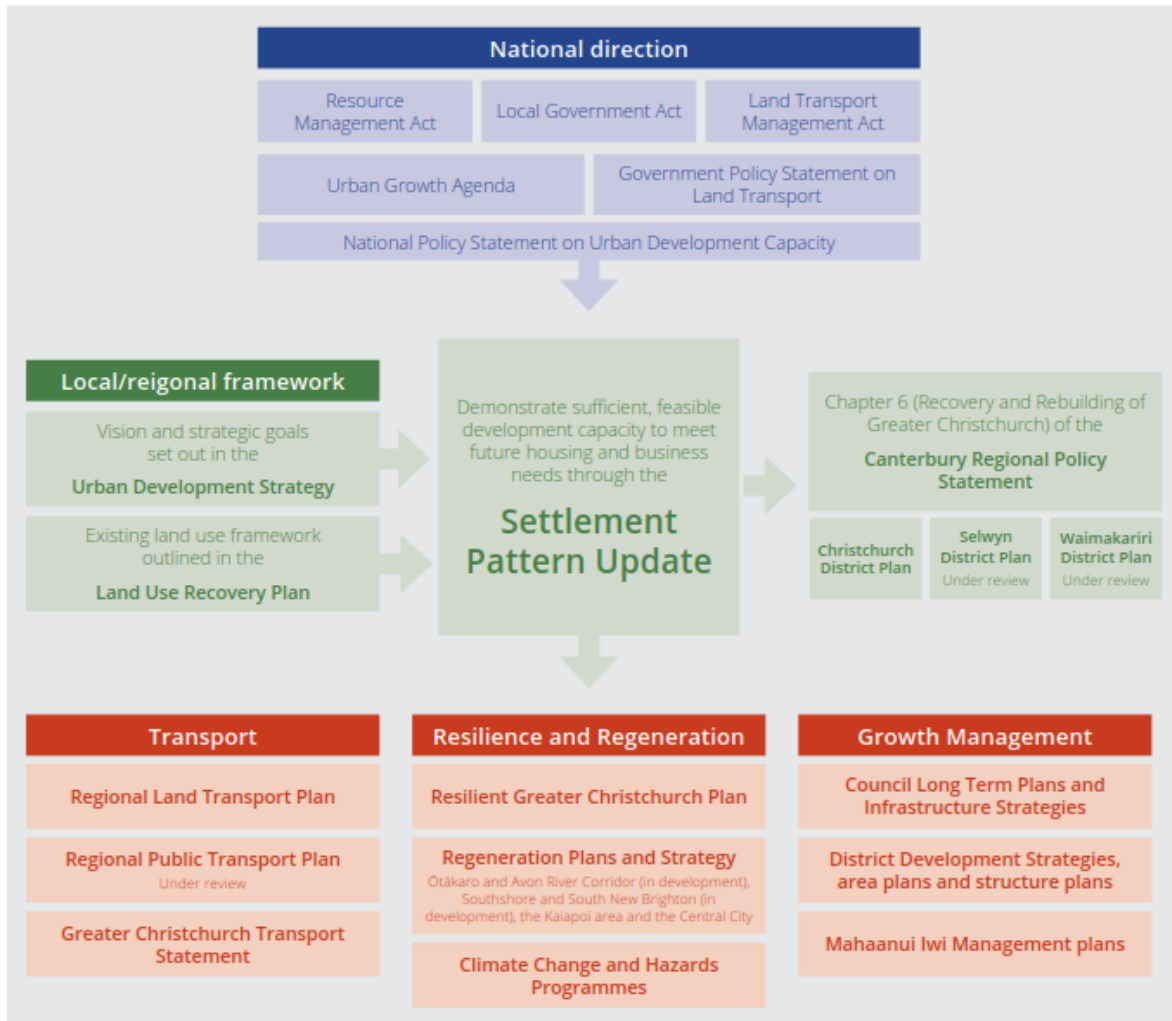 National direction
Resource
Management Act
Local Government Act
Land Transport
Management Act
Urban Growth Agenda
Government Policy Statement on
Land Transport
National Policy Statement on Urban Development Capacity
Local/reigonal framework
Vision and strategic goals
set out in the
Urban Development Strategy
Existing land use framework
outlined in the
Land Use Recovery Plan
Demonstrate sufficient, feasible
development capacity to meet
future housing and business
needs through the
Settlement
Pattern Update
Chapter 6 (Recovery and Rebuilding of
Greater Christchurch) of the
Canterbury Regional Policy
Statement
Christchurch
District Plan
Selwyn
District Plan
Under review
Waimakariri
District Plan
Under review
Transport
Regional Land Transport Plan
Regional Public Transport Plan
Under review
Greater Christchurch Transport
Statement
Resilience and Regeneration
Resilient Greater Christchurch Plan
Regeneration Plans and Strategy
Ōtākaro and Avon River Corridor (in development),
Southshore and South New Brighton (in
development), the Kaiapoi area and the Central City
Climate Change and Hazards
Programmes
Growth Management
Council Long Term Plans and
Infrastructure Strategies
District Development Strategies,
area plans and structure plans
Mahaanui Iwi Management plans